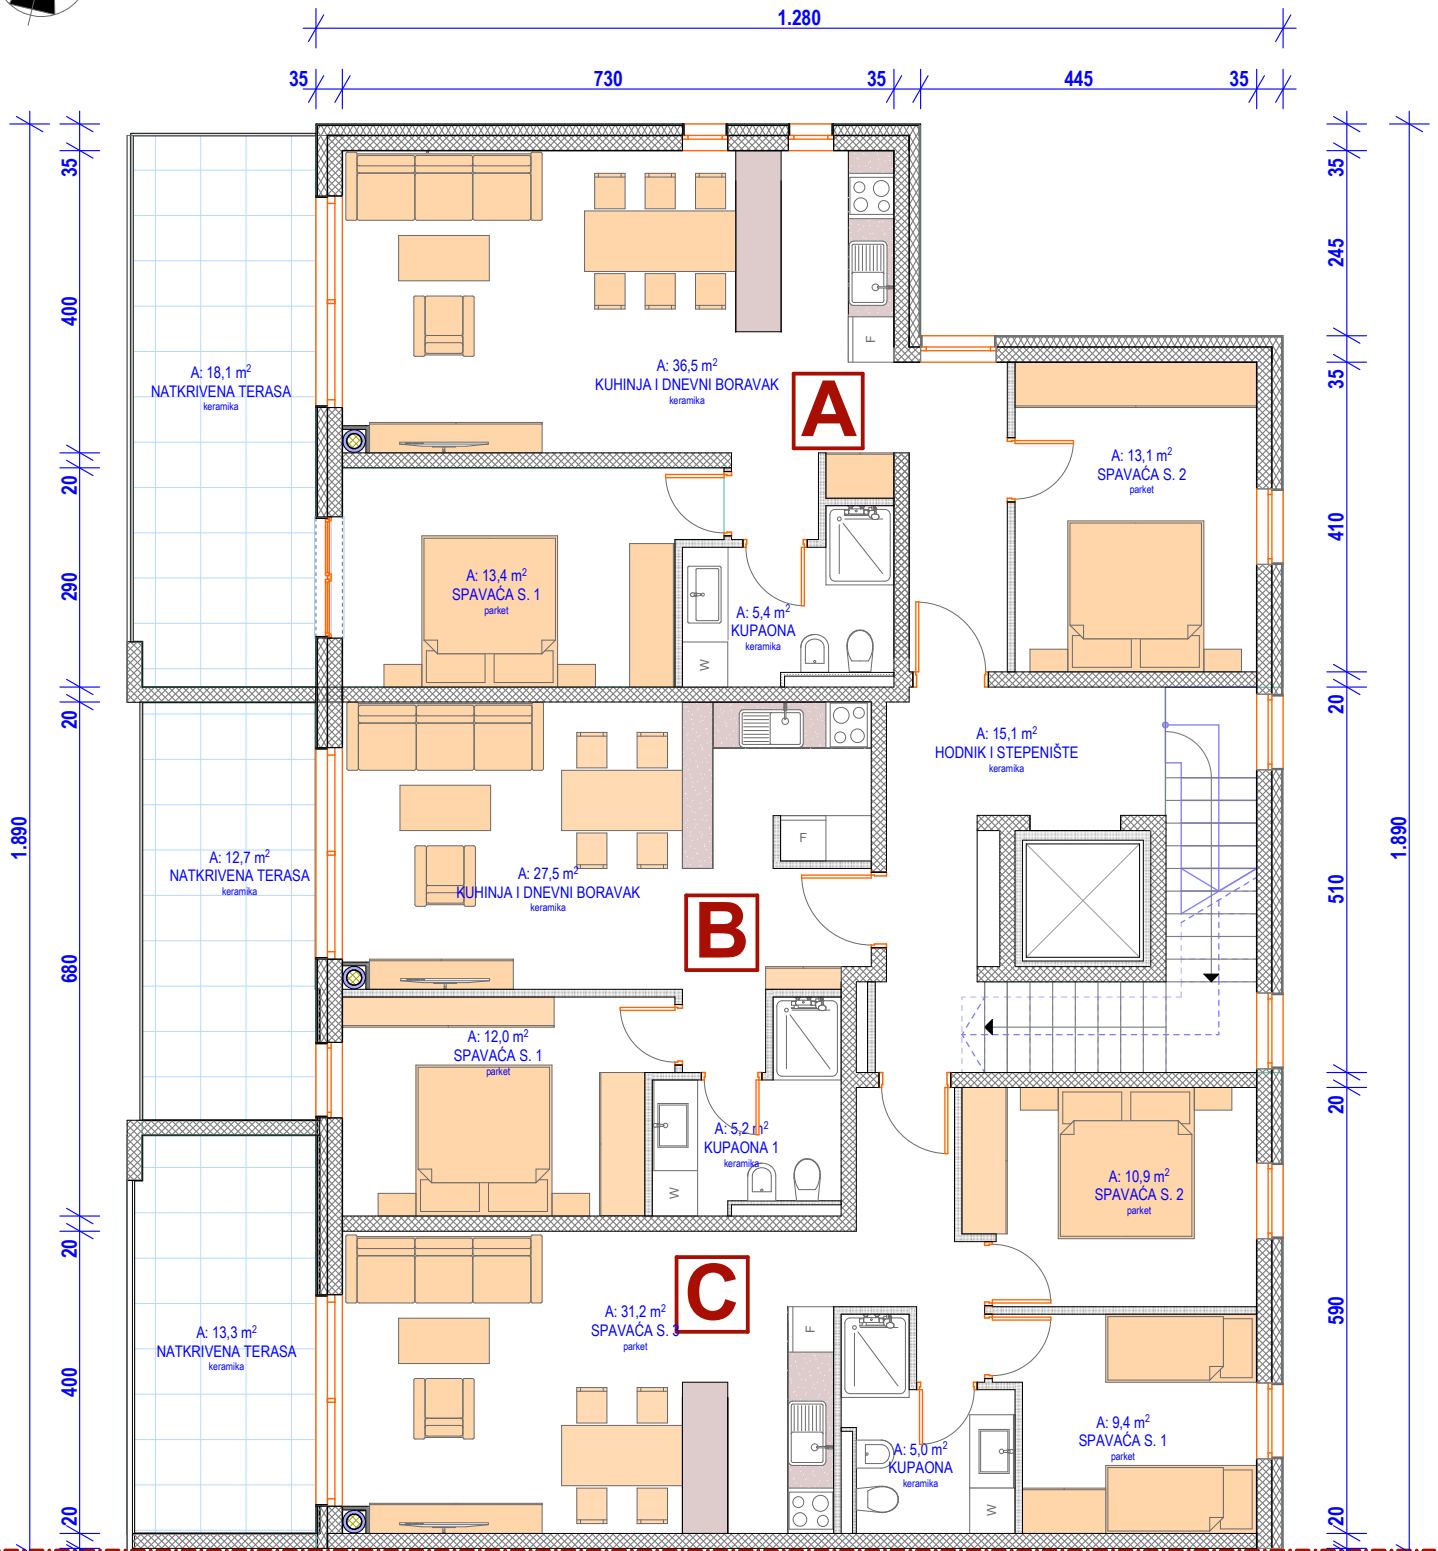 1.280
35
730
35
445
35
35
400
20
290
20
680
20
400
20
1.890
35
245
35
410
20
510
20
590
20
1.890
A: 18,1 m²
NATKRIVENA TERASA
keramika
A: 36,5 m²
KUHINJA I DNEVNI BORAVAK
keramika
F
A
A: 13,1 m²
SPAVAĆA S. 2
parket
A: 13,4 m²
SPAVAĆA S. 1
parket
A: 5,4 m²
KUPAONA
keramika
W
A: 15,1 m²
HODNIK I STEPENIŠTE
keramika
A: 12,7 m²
NATKRIVENA TERASA
keramika
A: 27,5 m²
KUHINJA I DNEVNI BORAVAK
keramika
F
B
A: 12,0 m²
SPAVAĆA S. 1
parket
A: 5,2 m²
KUPAONA 1
keramika
W
A: 10,9 m²
SPAVAĆA S. 2
parket
C
A: 31,2 m²
SPAVAĆA S. 3
parket
F
A: 13,3 m²
NATKRIVENA TERASA
keramika
A: 9,4 m²
SPAVAĆA S. 1
parket
A: 5,0 m²
KUPAONA
keramika
W